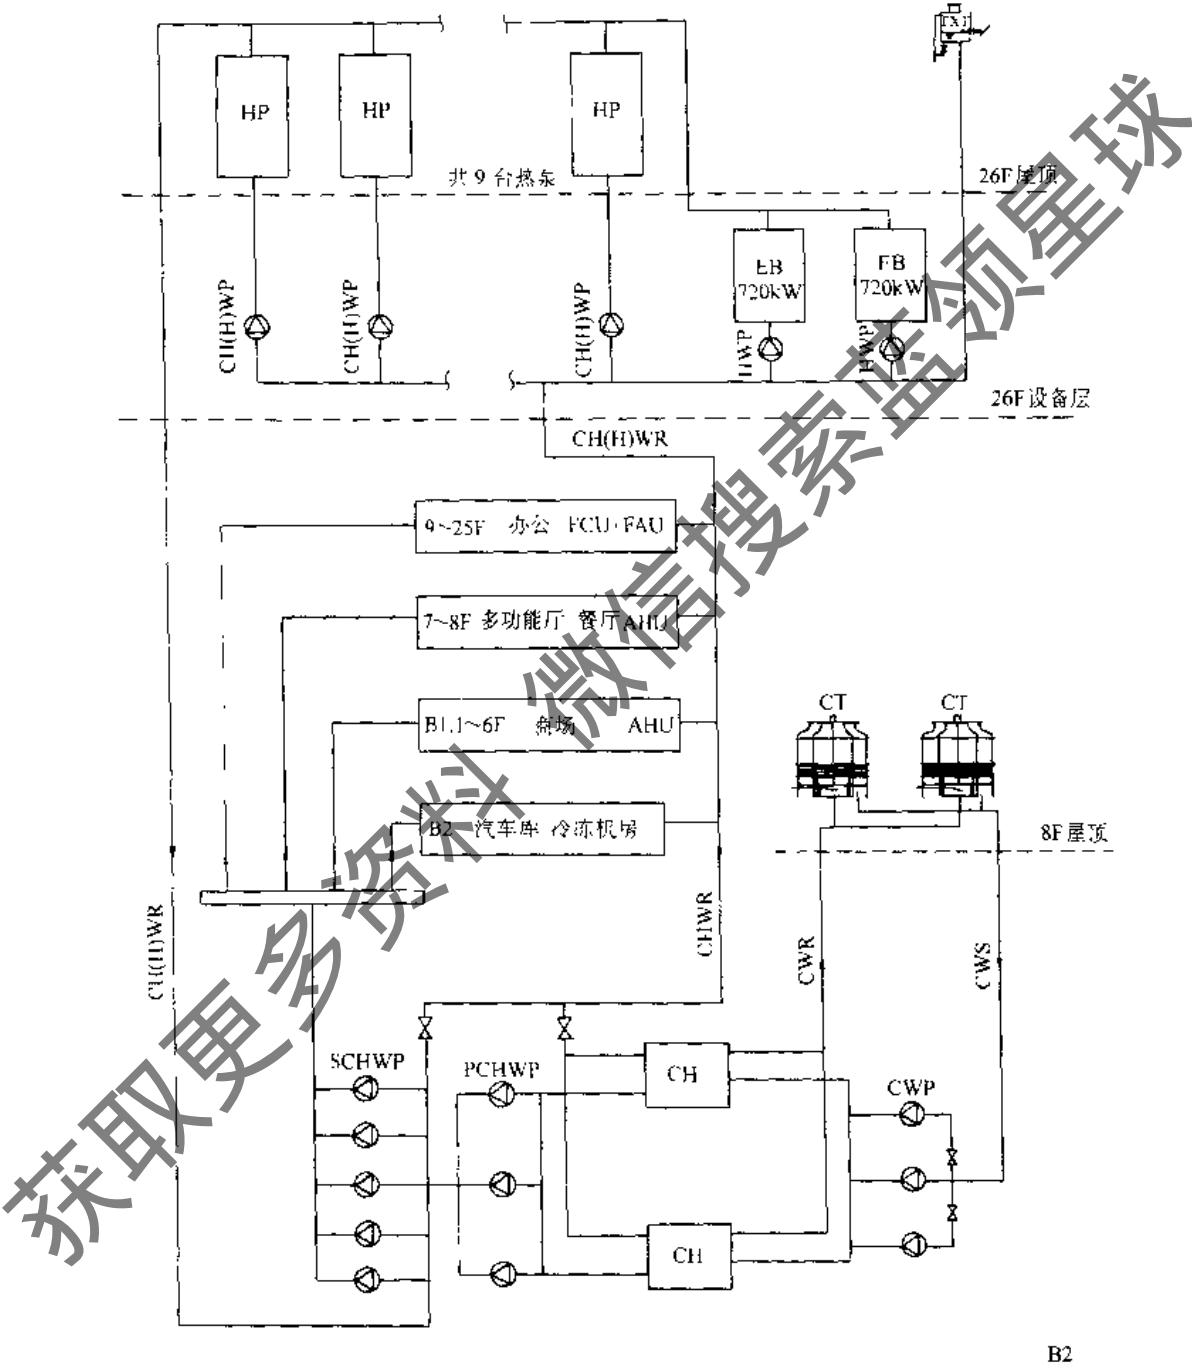 TXT
HP
HP
HP
共 9 台热泵
26F屋顶
EB
720kW
EB
720kW
CH(H)WP
CH(H)WP
CH(H)WP
HWP
HWP
26F设备层
CH(H)WR
9~25F 办公 FCU+FAU
7~8F 多功能厅 餐厅 AHU
B1,1~6F 商场 AHU
B2 汽车库 冷冻机房
CT
CT
8F屋顶
CH(H)WR
CHWR
CWR
CWS
SCHWP
PCHWP
CH
CWP
CH
B2
获取更多资料 微信搜索蓝领星球